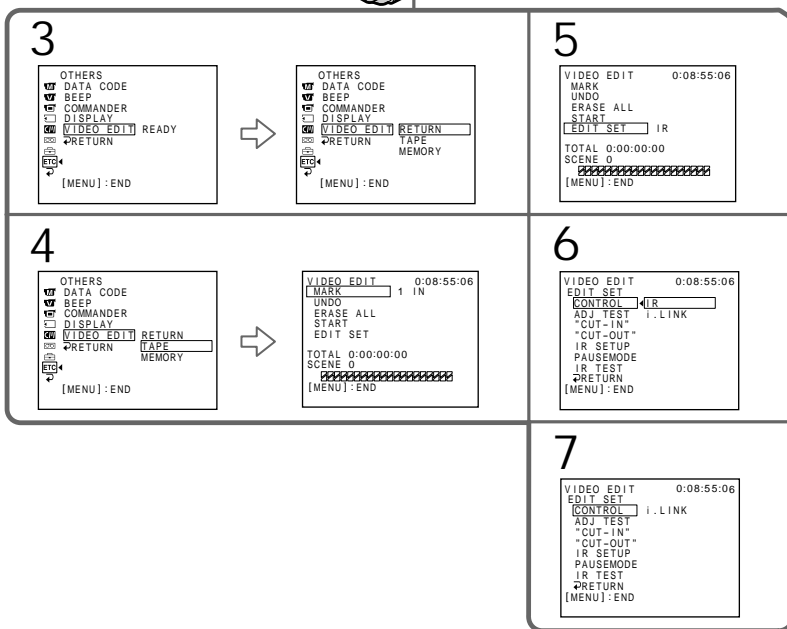 3
OTHERS
DATA CODE
BEEP
COMMANDER
DISPLAY
VIDEO EDIT READY
RETURN
ETC
[MENU] : END
OTHERS
DATA CODE
BEEP
COMMANDER
DISPLAY
VIDEO EDIT RETURN
RETURN TAPE
MEMORY
ETC
[MENU] : END
5
VIDEO EDIT 0:08:55:06
MARK
UNDO
ERASE ALL
START
EDIT SET IR
TOTAL 0:00:00:00
SCENE 0
[MENU] : END
4
OTHERS
DATA CODE
BEEP
COMMANDER
DISPLAY
VIDEO EDIT RETURN
RETURN TAPE
MEMORY
ETC
[MENU] : END
VIDEO EDIT 0:08:55:06
MARK 1 IN
UNDO
ERASE ALL
START
EDIT SET
TOTAL 0:00:00:00
SCENE 0
[MENU] : END
6
VIDEO EDIT 0:08:55:06
EDIT SET
CONTROL IR
ADJ TEST i.LINK
"CUT-IN"
"CUT-OUT"
IR SETUP
PAUSEMODE
IR TEST
RETURN
[MENU] : END
7
VIDEO EDIT 0:08:55:06
EDIT SET
CONTROL i.LINK
ADJ TEST
"CUT-IN"
"CUT-OUT"
IR SETUP
PAUSEMODE
IR TEST
RETURN
[MENU] : END